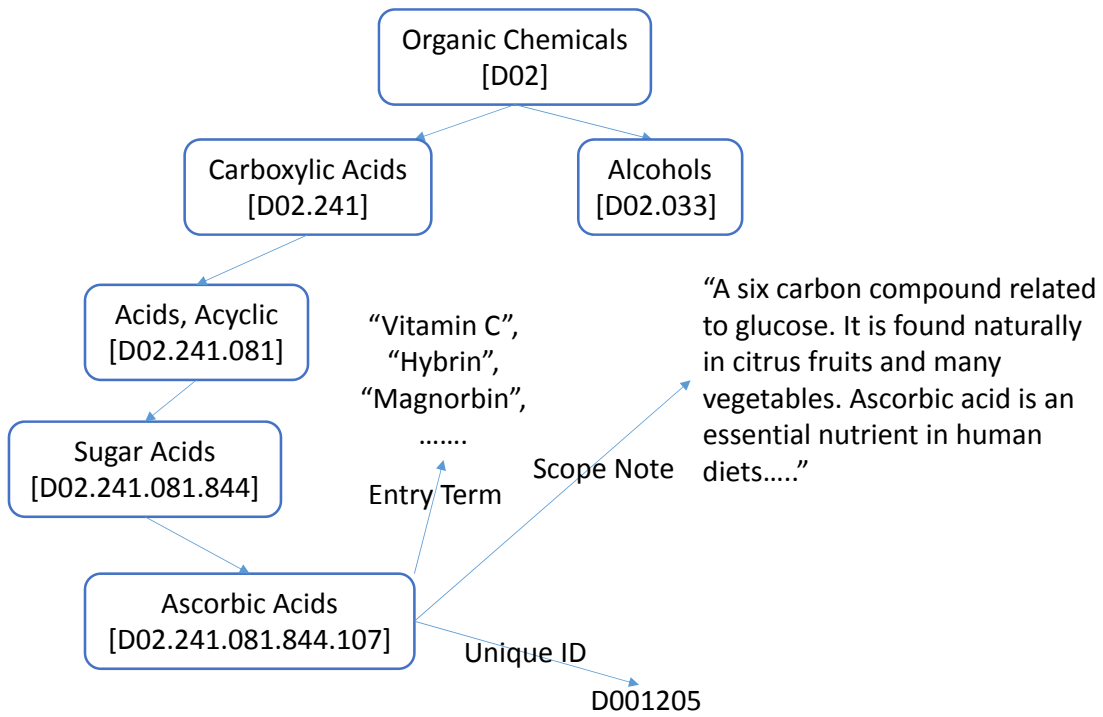 Organic Chemicals
[D02]
Carboxylic Acids
[D02.241]
Alcohols
[D02.033]
Acids, Acyclic
[D02.241.081]
“Vitamin C”,
“Hybrin”,
“Magnorbin”,
…….
“A six carbon compound related
to glucose. It is found naturally
in citrus fruits and many
vegetables. Ascorbic acid is an
essential nutrient in human
diets…..”
Sugar Acids
[D02.241.081.844]
Entry Term
Scope Note
Ascorbic Acids
[D02.241.081.844.107]
Unique ID
D001205